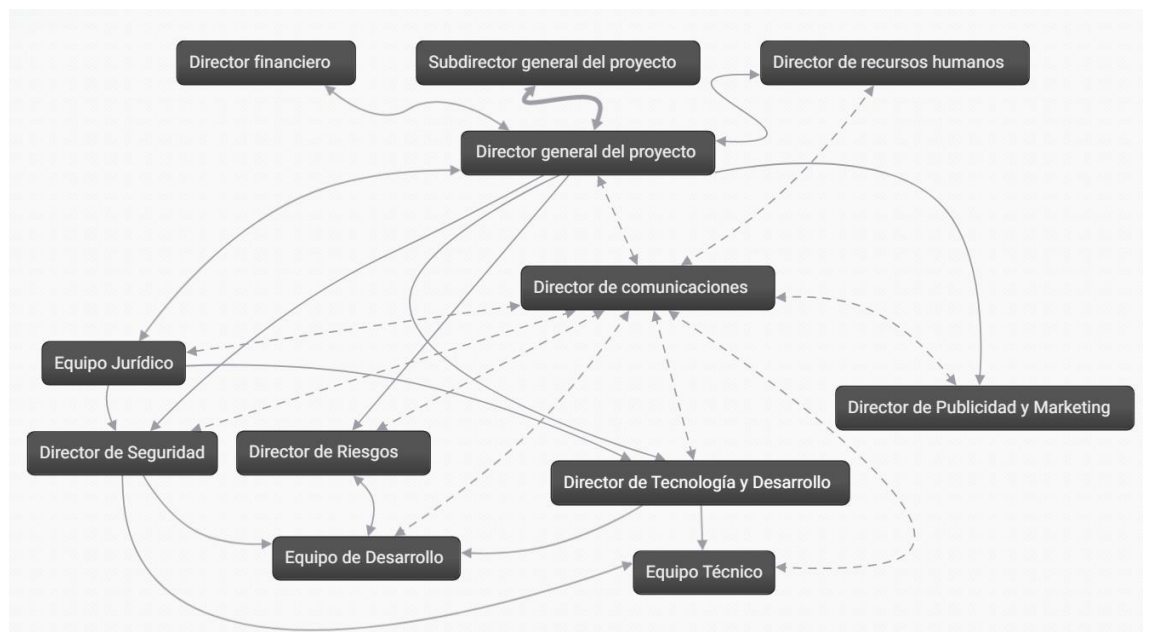 Director financiero
Subdirector general del proyecto
Director de recursos humanos
Director general del proyecto
Director de comunicaciones
Equipo Jurídico
Director de Publicidad y Marketing
Director de Seguridad
Director de Riesgos
Director de Tecnología y Desarrollo
Equipo de Desarrollo
Equipo Técnico